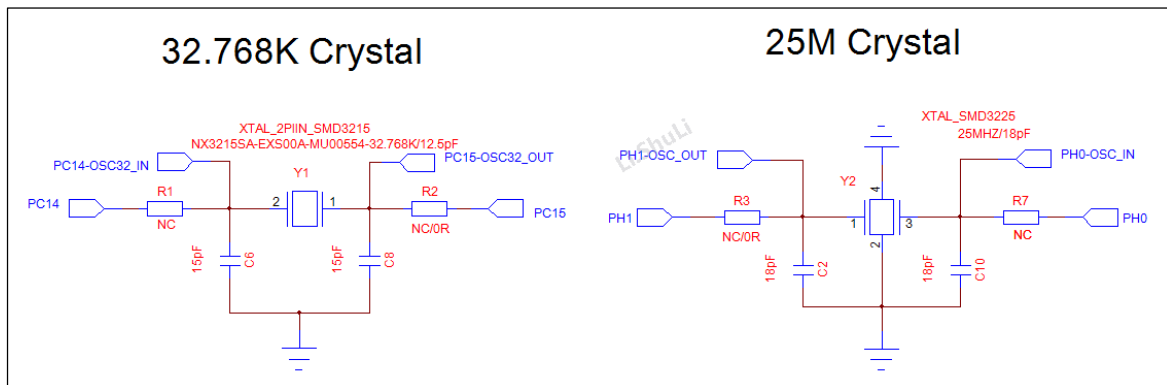 32.768K Crystal
25M Crystal
XTAL_2PIIN_SMD3215
NX3215SA-EXS00A-MU00554-32.768K/12.5pF
PC14-OSC32_IN
PC15-OSC32_OUT
Y1
PC14
R1
NC
2
1
R2
NC/0R
PC15
15pF
C6
15pF
C8
XTAL_SMD3225
25MHZ/18pF
PH1-OSC_OUT
PH0-OSC_IN
LI.ShuLi
Y2
4
PH1
R3
NC/0R
1
3
2
R7
NC
PH0
18pF
C2
18pF
C10